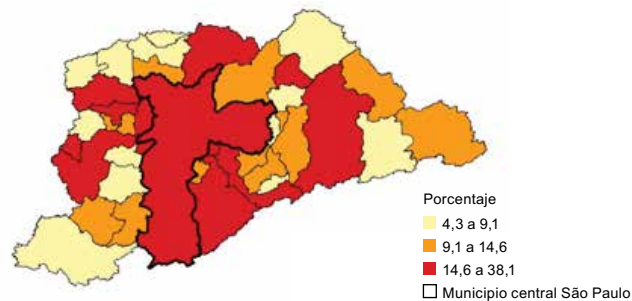 Porcentaje
4,3 a 9,1
9,1 a 14,6
14,6 a 38,1
Municipio central São Paulo